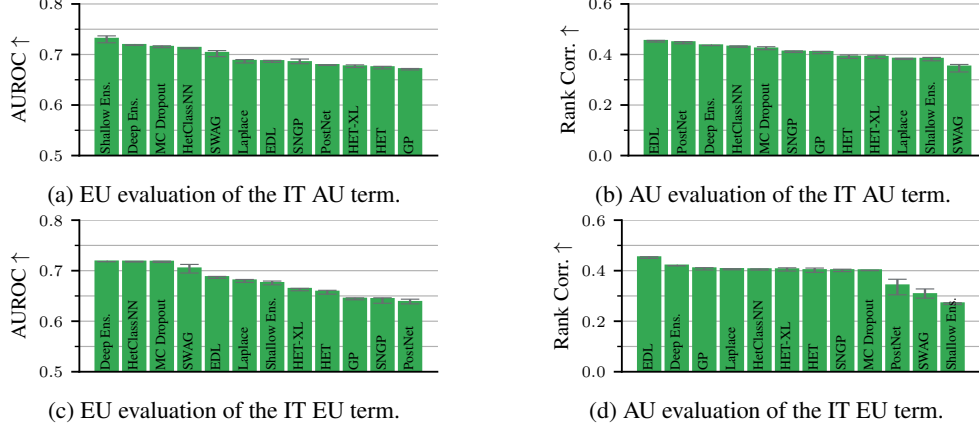 0.8
0.7
0.6
0.5
AUROC ↑
Shallow Ens.
Deep Ens.
MC Dropout
HetClassNN
SWAG
Laplace
EDL
SNGP
PostNet
HET-XL
HET
GP
(a) EU evaluation of the IT AU term.
0.6
0.4
0.2
0.0
Rank Corr. ↑
EDL
PostNet
Deep Ens.
HetClassNN
MC Dropout
SNGP
GP
HET
HET-XL
Laplace
Shallow Ens.
SWAG
(b) AU evaluation of the IT AU term.
0.8
0.7
0.6
0.5
AUROC ↑
Deep Ens.
HetClassNN
MC Dropout
SWAG
EDL
Laplace
Shallow Ens.
HET-XL
HET
GP
SNGP
PostNet
(c) EU evaluation of the IT EU term.
0.6
0.4
0.2
0.0
Rank Corr. ↑
EDL
Deep Ens.
GP
Laplace
HetClassNN
HET-XL
HET
SNGP
MC Dropout
PostNet
SWAG
Shallow Ens.
(d) AU evaluation of the IT EU term.